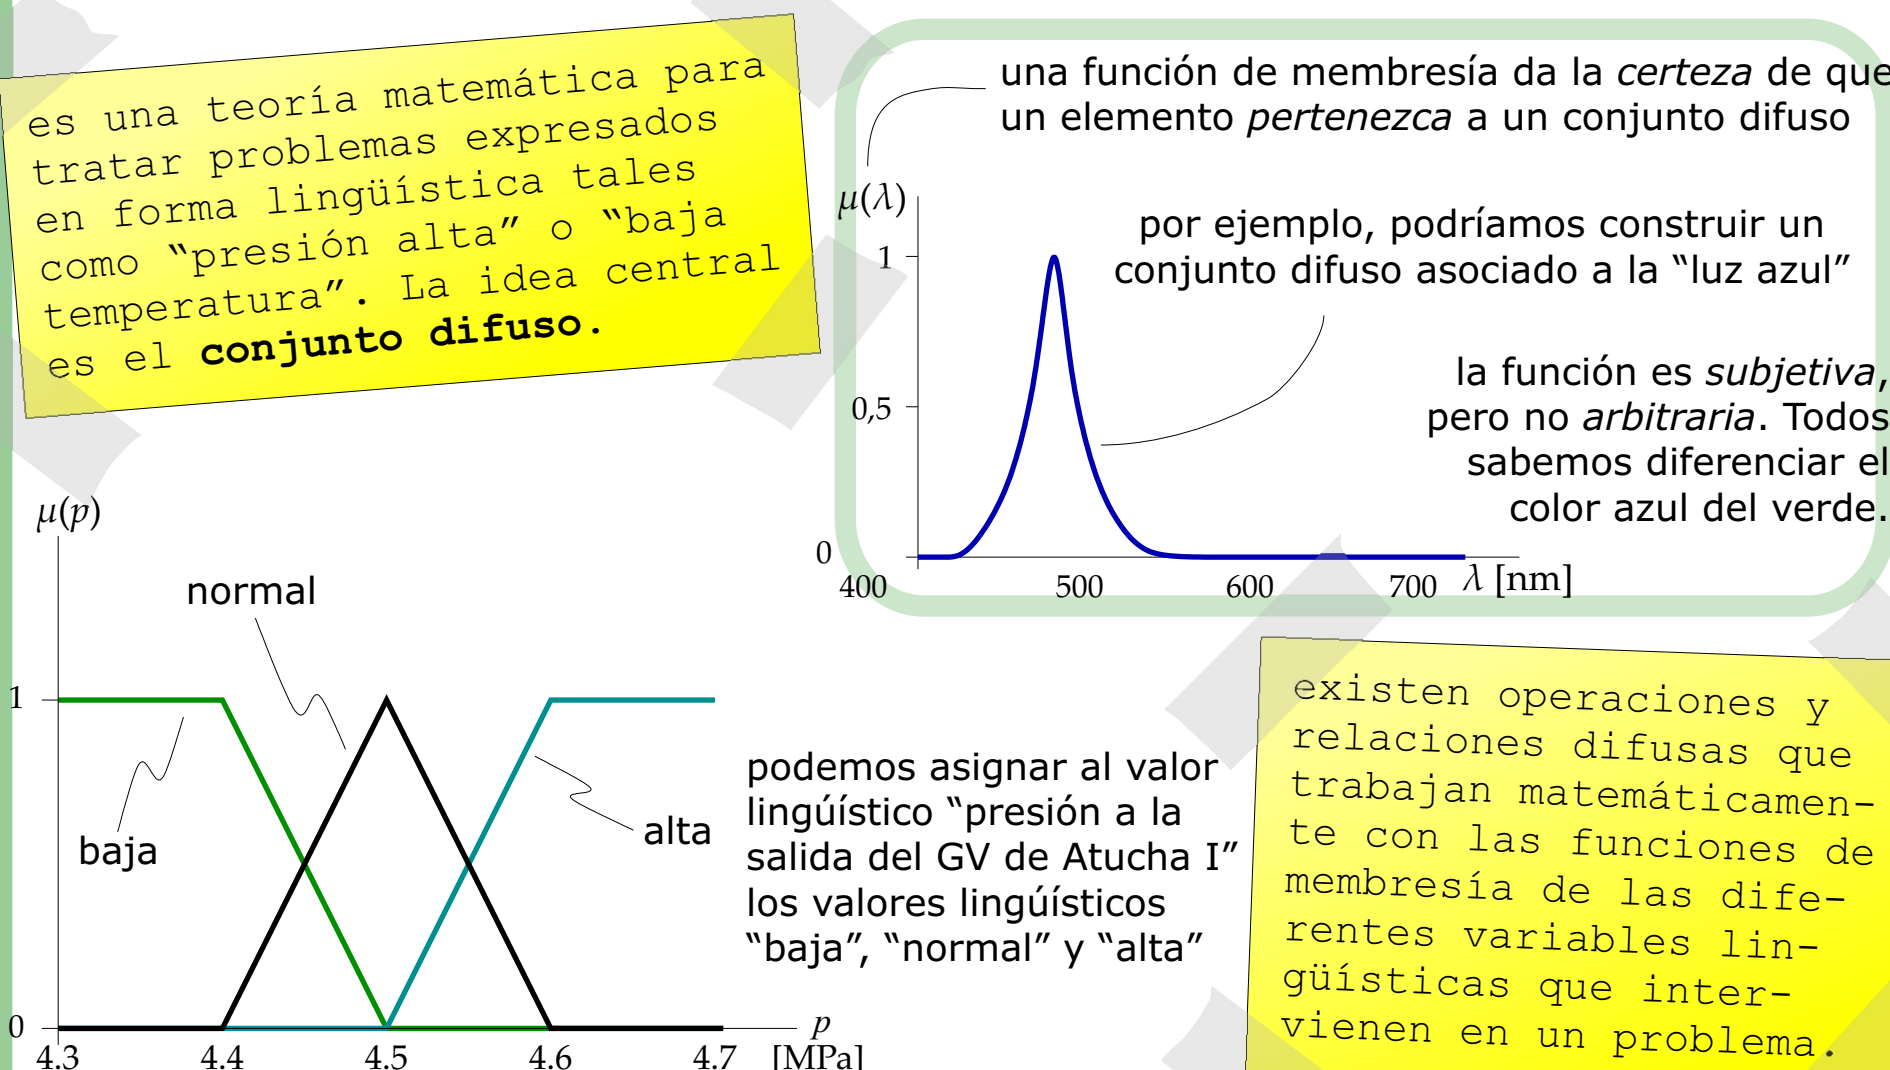 es una teoría matemática para
tratar problemas expresados
en forma lingüística tales
como “presión alta” o “baja
temperatura”. La idea central
es el conjunto difuso.
una función de membresía da la certeza de que
un elemento pertenezca a un conjunto difuso
μ(λ)
por ejemplo, podríamos construir un
conjunto difuso asociado a la “luz azul”
1
la función es subjetiva,
pero no arbitraria. Todos
sabemos diferenciar el
color azul del verde.
0,5
0
400 500 600 700 λ [nm]
μ(p)
normal
1
baja
alta
0
4.3 4.4 4.5 4.6 4.7
p
[MPa]
podemos asignar al valor
lingúístico “presión a la
salida del GV de Atucha I”
los valores lingúísticos
“baja”, “normal” y “alta”
existen operaciones y
relaciones difusas que
trabajan matemáticamen-
te con las funciones de
membresía de las dife-
rentes variables lin-
güísticas que inter-
vienen en un problema.